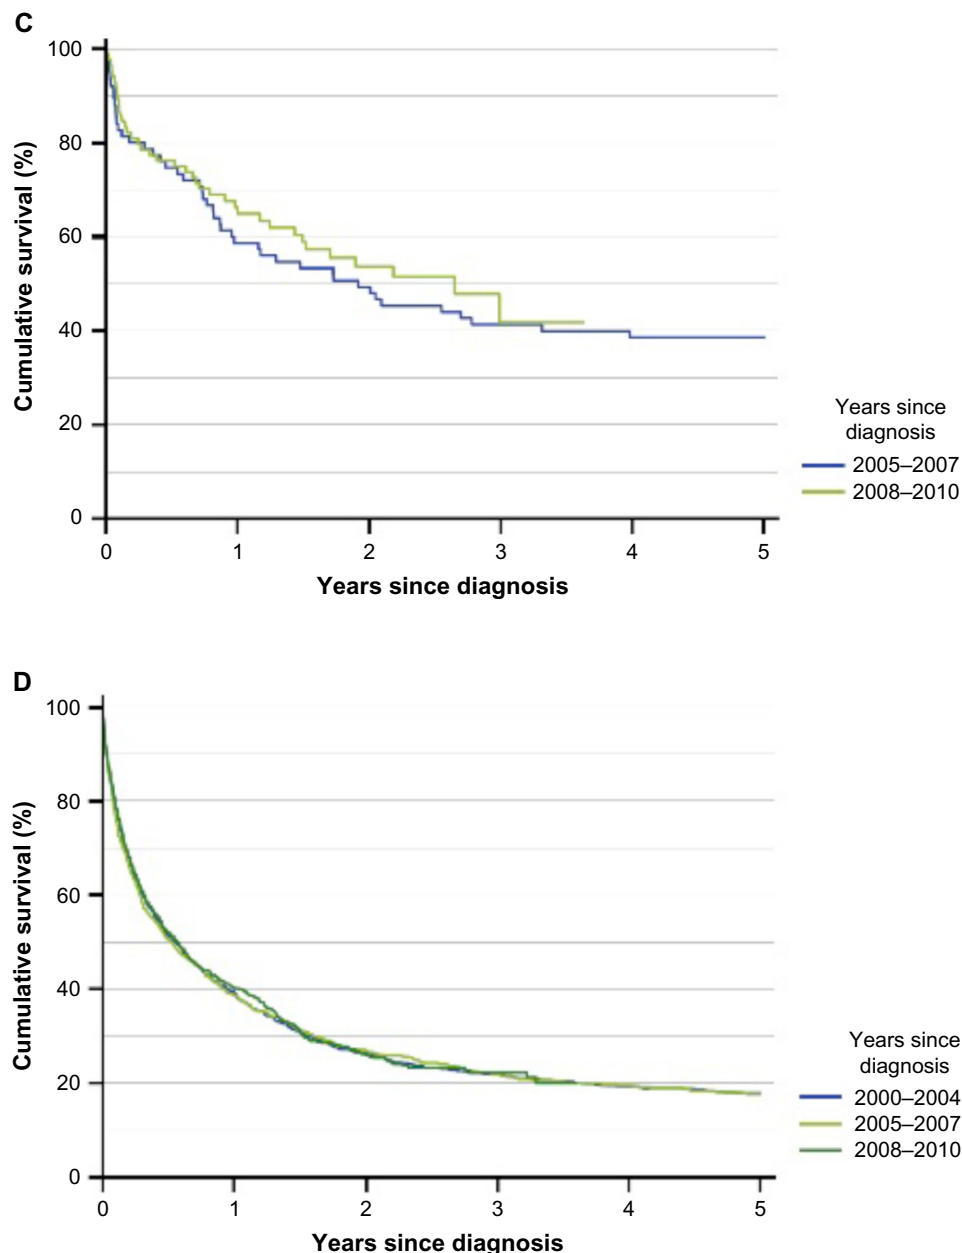 C
Cumulative survival (%)
100
80
60
40
20
0
0 1 2 3 4 5
Years since diagnosis
Years since
diagnosis
2005–2007
2008–2010
D
Cumulative survival (%)
100
80
60
40
20
0
0 1 2 3 4 5
Years since diagnosis
Years since
diagnosis
2000–2004
2005–2007
2008–2010